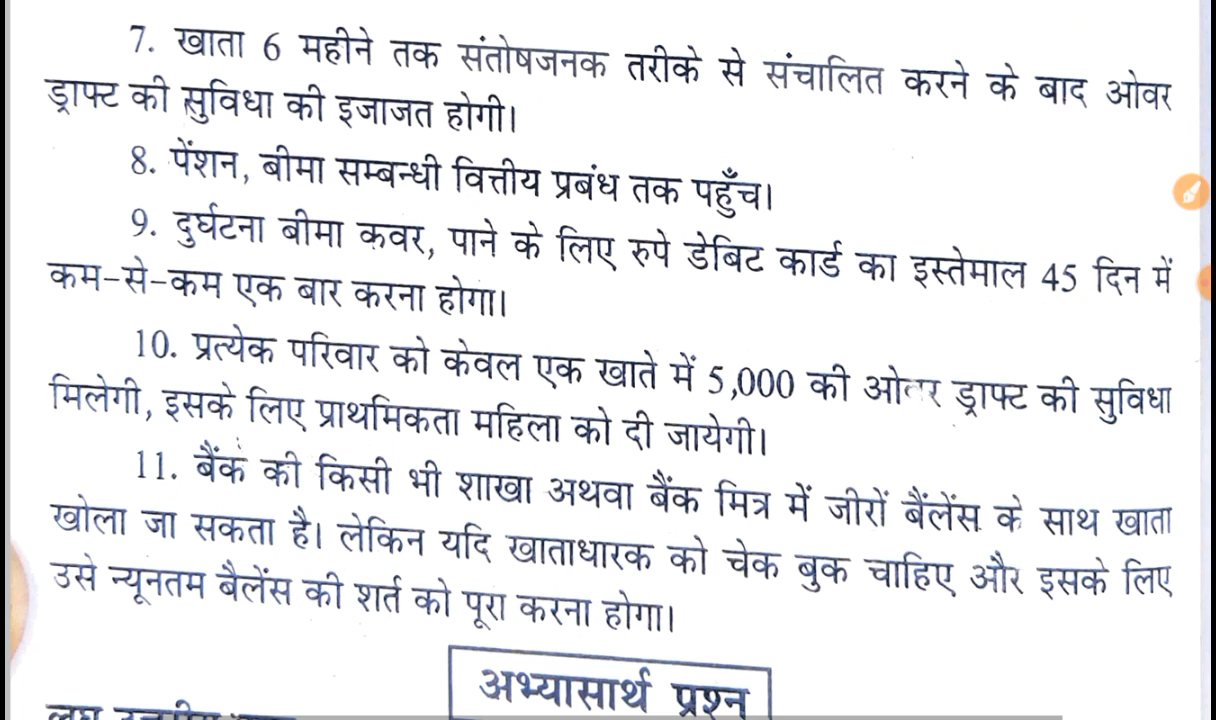 7. खाता 6 महीने तक संतोषजनक तरीके से संचालित करने के बाद ओवर
ड्राफ्ट की सुविधा की इजाजत होगी।
8. पेंशन, बीमा सम्बन्धी वित्तीय प्रबंध तक पहुँच।
9. दुर्घटना बीमा कवर, पाने के लिए रुपे डेबिट कार्ड का इस्तेमाल 45 दिन में
कम-से-कम एक बार करना होगा।
10. प्रत्येक परिवार को केवल एक खाते में 5,000 की ड्राफ्ट की सुविधा
मिलेगी, इसके लिए प्राथमिकता महिला को दी जायेगी।
11. बैंक की किसी भी शाखा अथवा बैंक मित्र में जीरों बैंलेंस के साथ खाता
खोला जा सकता है। लेकिन यदि खाताधारक को चेक बुक चाहिए और इसके लिए
उसे न्यूनतम बैलेंस की शर्त को पूरा करना होगा।
अभ्यासार्थ प्रश्न